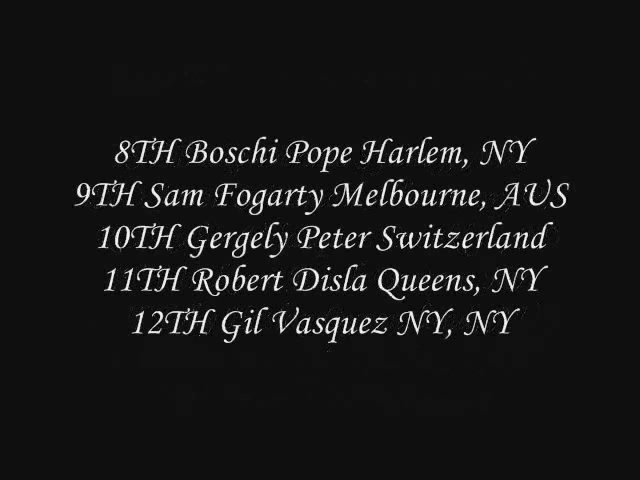 8TH Boschi Pope Harlem, NY
9TH Sam Fogarty Melbourne, AUS
10TH Gergely Peter Switzerland
11TH Robert Disla Queens, NY
12TH Gil Vasquez NY, NY